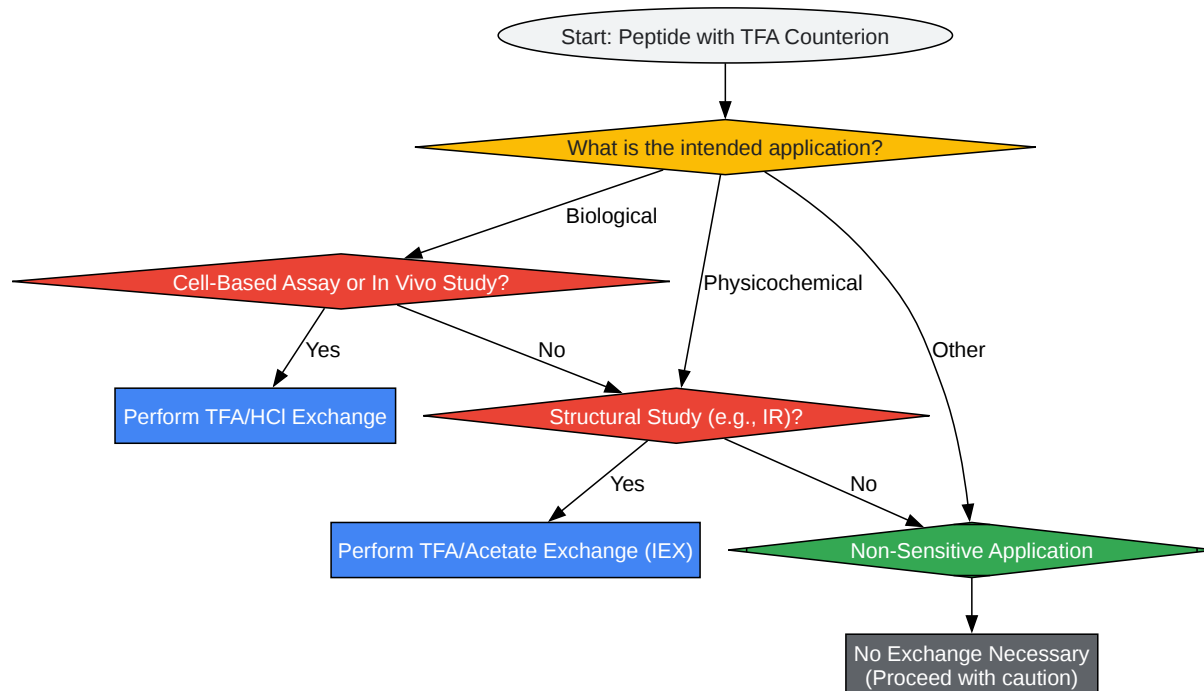 Start: Peptide with TFA Counterion
What is the intended application?
Biological
Cell-Based Assay or In Vivo Study?
Physicochemical
Yes
No
Other
Perform TFA/HCl Exchange
Structural Study (e.g., IR)?
Yes
No
Perform TFA/Acetate Exchange (IEX)
Non-Sensitive Application
No Exchange Necessary
(Proceed with caution)